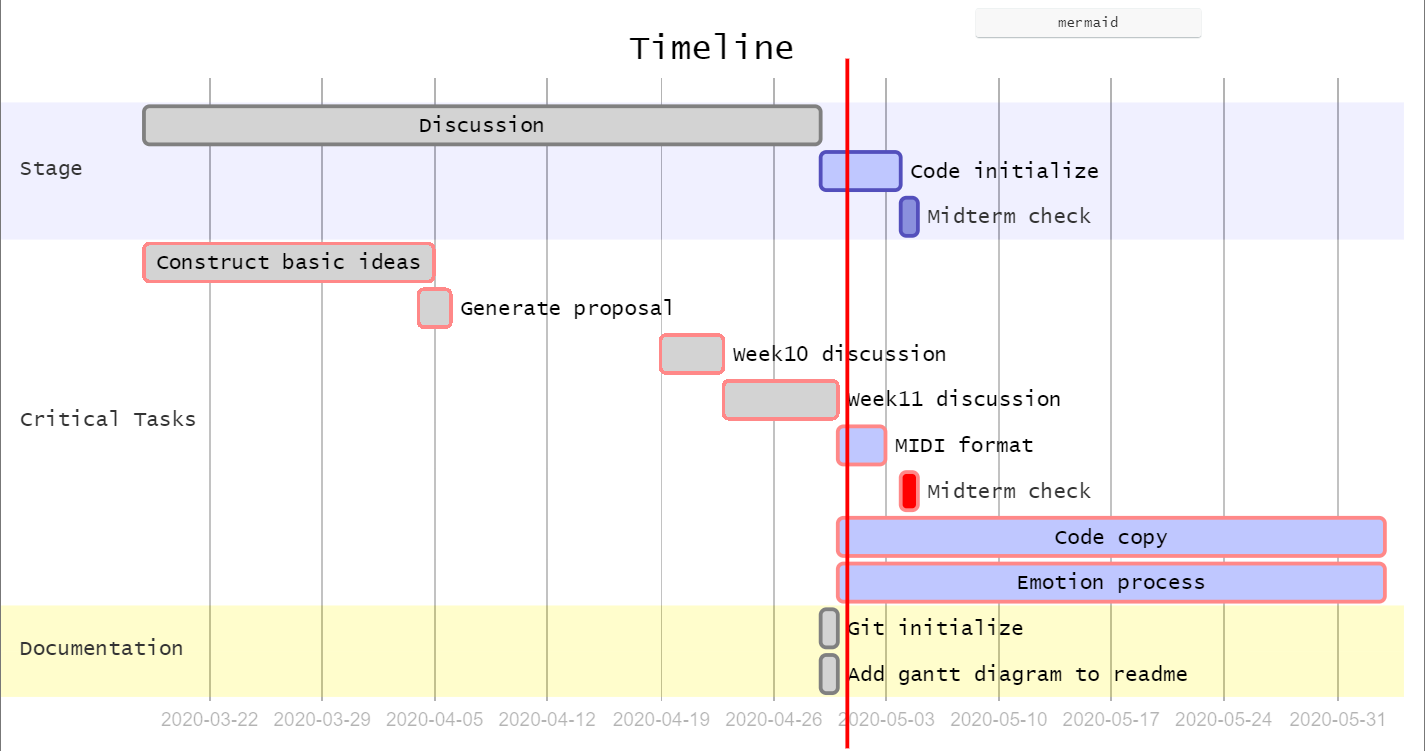 mermaid
Timeline
Stage
Discussion
Code initialize
Midterm check
Critical Tasks
Construct basic ideas
Generate proposal
Week10 discussion
Week11 discussion
MIDI format
Midterm check
Code copy
Emotion process
Documentation
Git initialize
Add gantt diagram to readme
2020-03-22 2020-03-29 2020-04-05 2020-04-12 2020-04-19 2020-04-26 2020-05-03 2020-05-10 2020-05-17 2020-05-24 2020-05-31